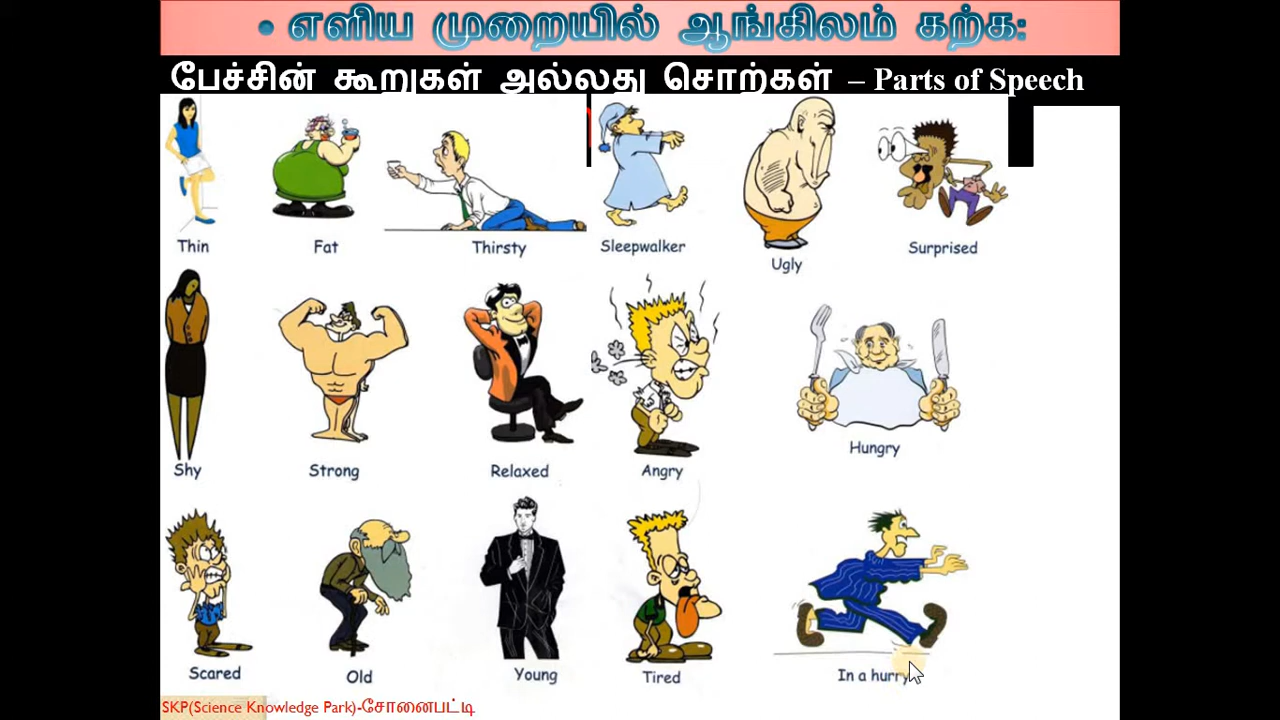 • எளிய முறையில் ஆங்கிலம் கற்க:
பேச்சின் கூறுகள் அல்லது சொற்கள் – Parts of Speech
Thin Fat Thirsty Sleepwalker Ugly Surprised
Shy Strong Relaxed Angry Hungry
Scared Old Young Tired In a hurry
SKP(Science Knowledge Park)-சோனைபட்டி